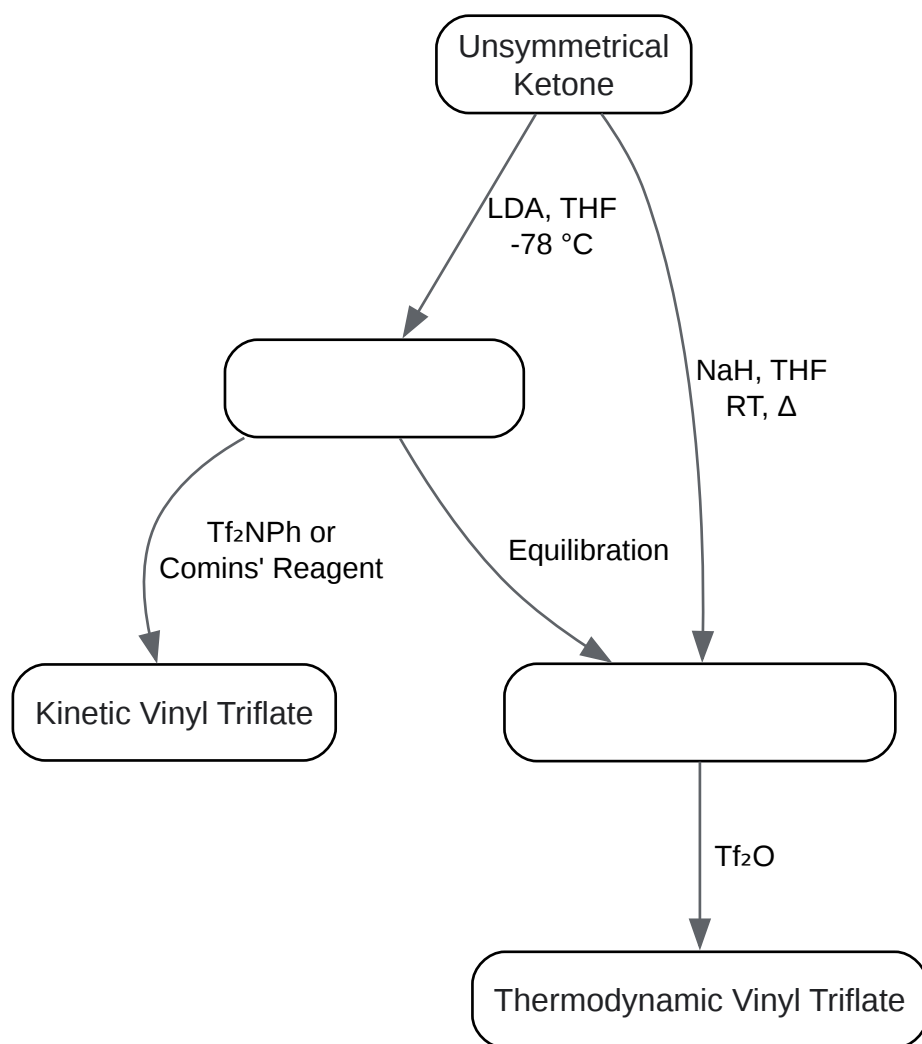 Unsymmetrical
Ketone
LDA, THF
-78 °C
NaH, THF
RT, Δ
Tf₂NPh or
Comins' Reagent
Equilibration
Kinetic Vinyl Triflate
Tf₂O
Thermodynamic Vinyl Triflate